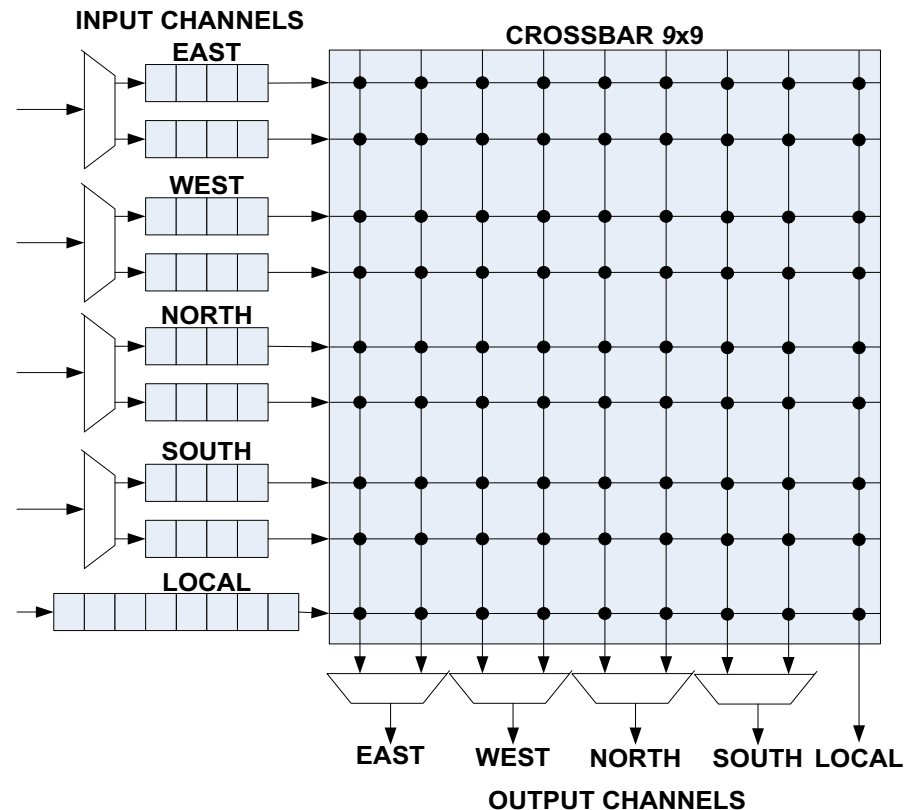 INPUT CHANNELS
EAST
CROSSBAR 9x9
WEST
NORTH
SOUTH
LOCAL
EAST WEST NORTH SOUTH LOCAL
OUTPUT CHANNELS